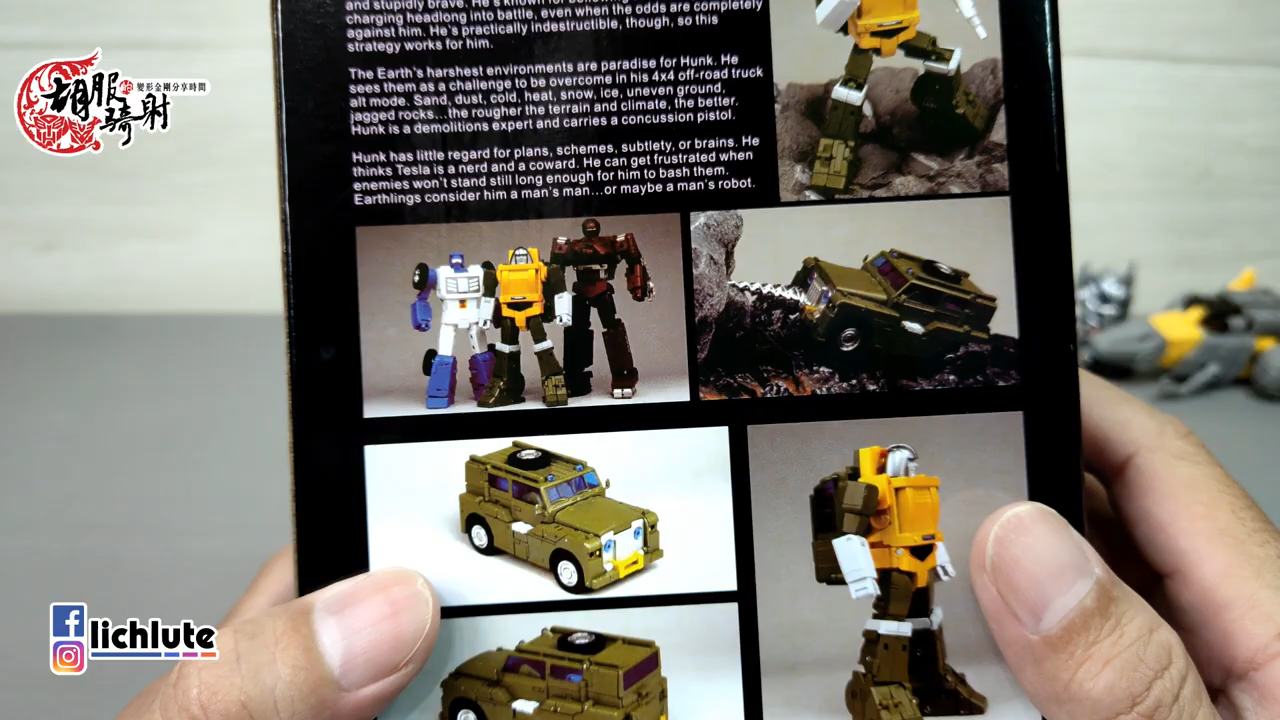 and stupidly brave. He's known for bellowing
charging headlong into battle, even when the odds are completely
against him. He's practically indestructible, though, so this
strategy works for him.
The Earth's harshest environments are paradise for Hunk. He
sees them as a challenge to be overcome in his 4x4 off-road truck
alt mode. Sand, dust, cold, heat, snow, ice, uneven ground,
jagged rocks...the rougher the terrain and climate, the better.
Hunk is a demolitions expert and carries a concussion pistol.
Hunk has little regard for plans, schemes, subtlety, or brains. He
thinks Tesla is a nerd and a coward. He can get frustrated when
enemies won't stand still long enough for him to bash them.
Earthlings consider him a man's man...or maybe a man's robot.
胡服的騎射
變形金剛分享時間
lichlute